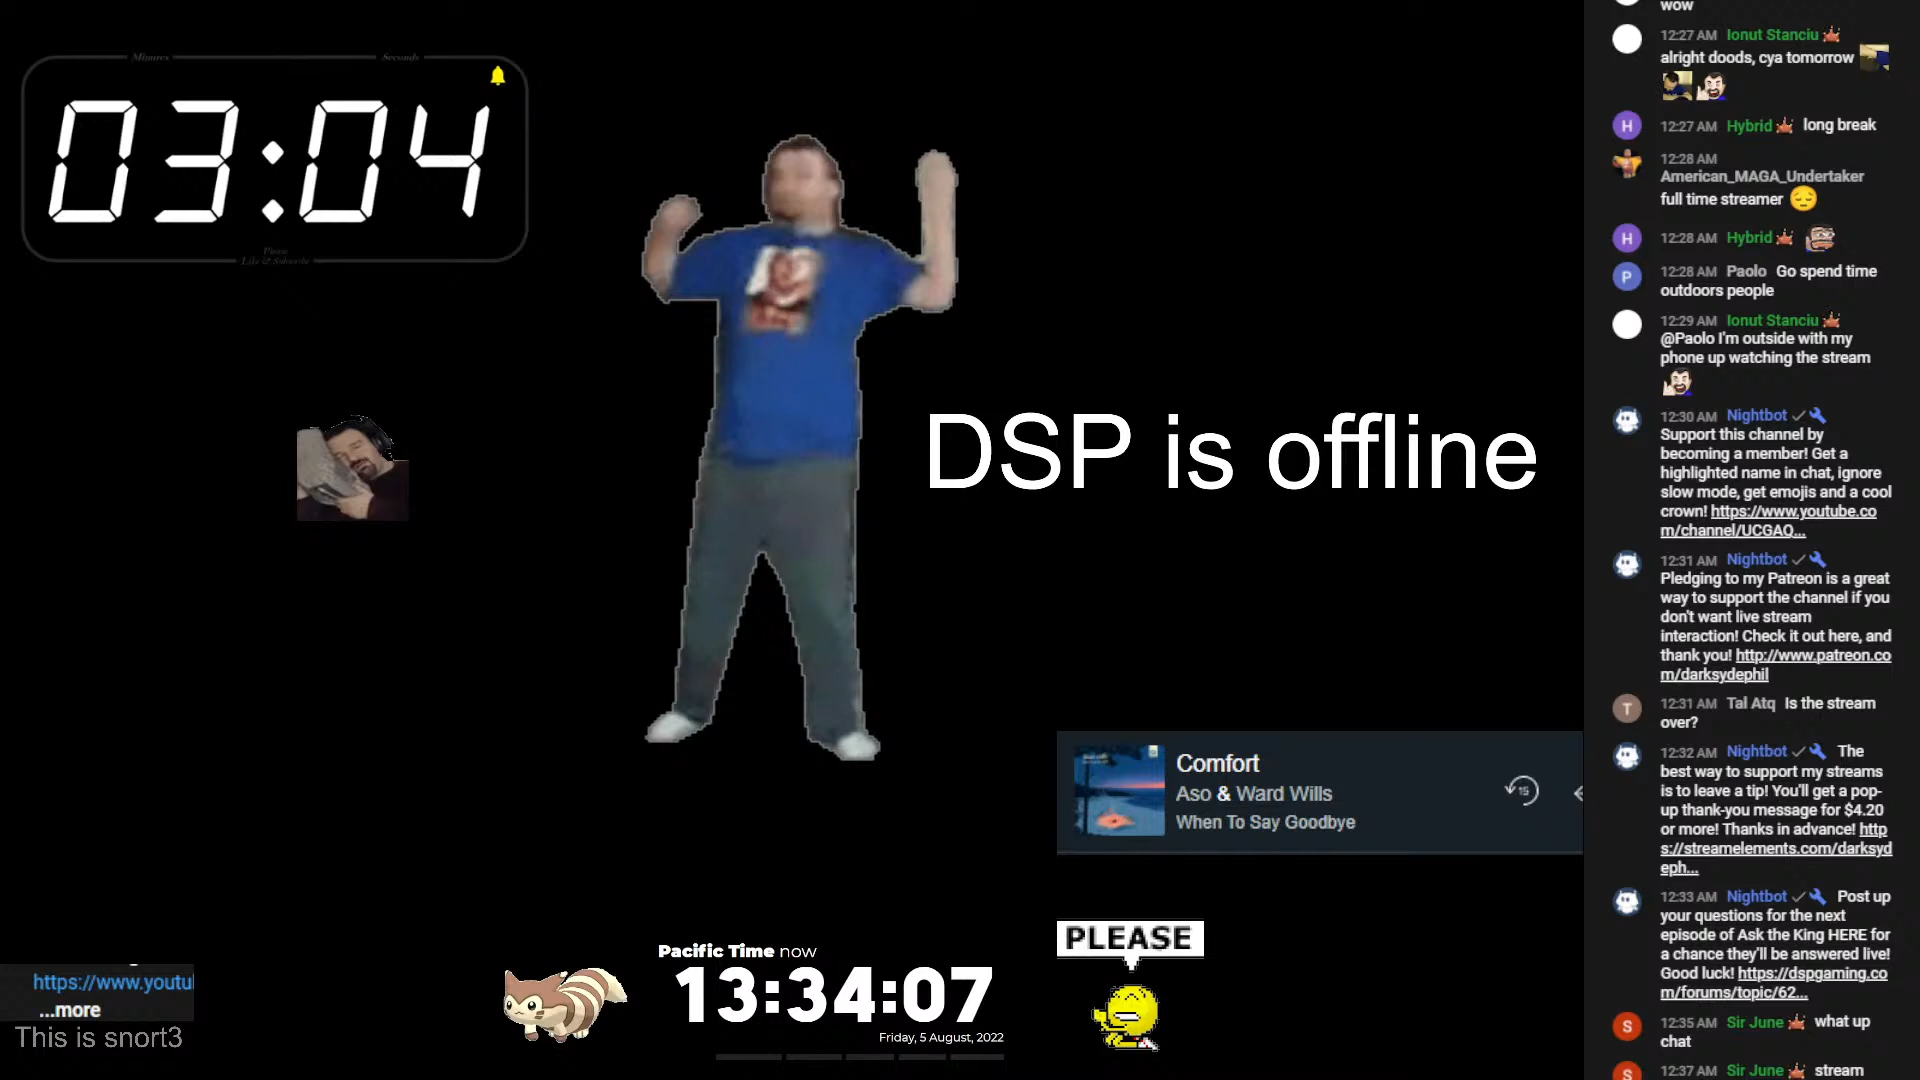 Minutes
Seconds
03:04
Please
Like & Subscribe
DSP is offline
Comfort
Aso & Ward Wills
When To Say Goodbye
15
PLEASE
Pacific Time now
13:34:07
Friday, 5 August, 2022
https://www.youtu
...more
This is snort3
wow
12:27 AM Ionut Stanciu
alright doods, cya tomorrow
H
12:27 AM Hybrid long break
12:28 AM
American_MAGA_Undertaker
full time streamer
H
12:28 AM Hybrid
P
12:28 AM Paolo Go spend time
outdoors people
12:29 AM Ionut Stanciu
@Paolo I'm outside with my
phone up watching the stream
12:30 AM Nightbot
Support this channel by
becoming a member! Get a
highlighted name in chat, ignore
slow mode, get emojis and a cool
crown! https://www.youtube.co
m/channel/UCGAQ...
12:31 AM Nightbot
Pledging to my Patreon is a great
way to support the channel if you
don't want live stream
interaction! Check it out here, and
thank you! http://www.patreon.co
m/darksydephil
T
12:31 AM Tal Atq Is the stream
over?
12:32 AM Nightbot The
best way to support my streams
is to leave a tip! You'll get a pop-
up thank-you message for $4.20
or more! Thanks in advance! http
s://streamelements.com/darksyd
eph...
12:33 AM Nightbot Post up
your questions for the next
episode of Ask the King HERE for
a chance they'll be answered live!
Good luck! https://dspgaming.co
m/forums/topic/62...
S
12:35 AM Sir June what up
chat
S
12:37 AM Sir June stream